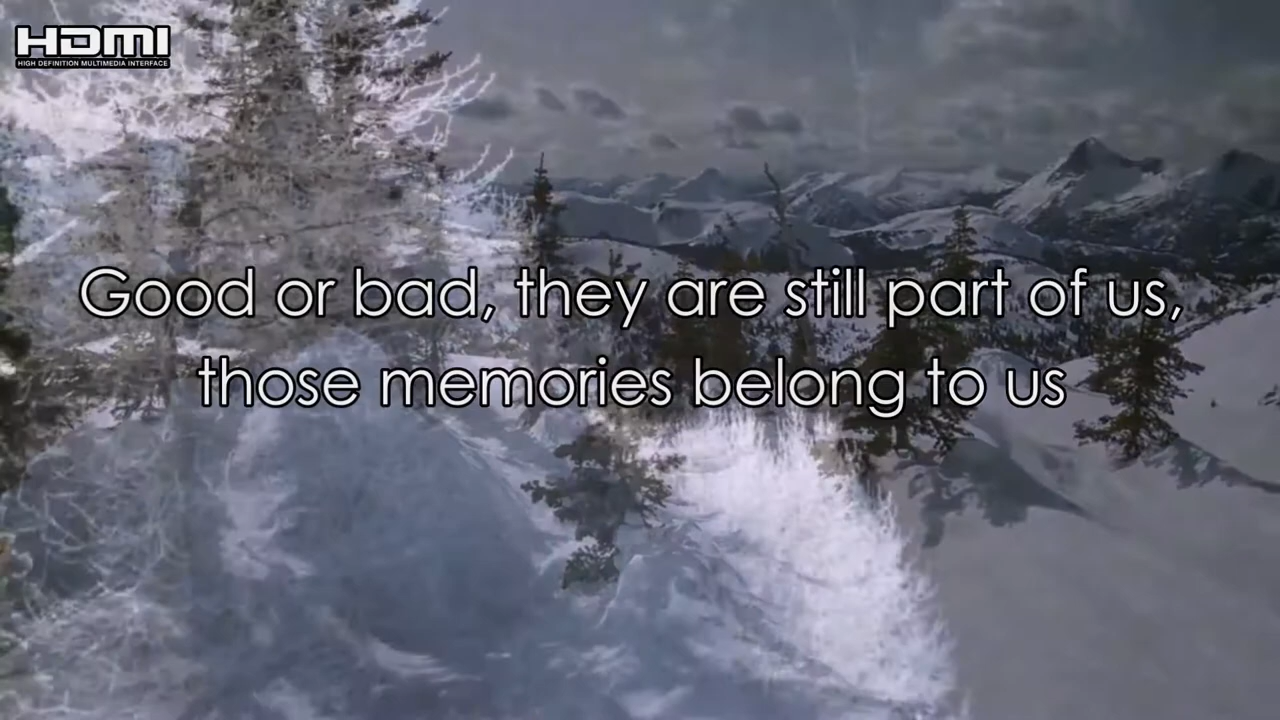 HDMI
HIGH DEFINITION MULTIMEDIA INTERFACE
Good or bad, they are still part of us,
those memories belong to us